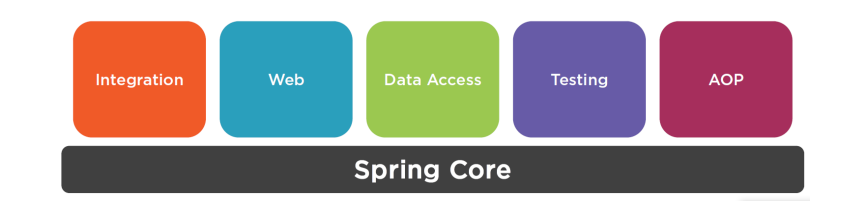 Integration
Web
Data Access
Testing
AOP
Spring Core